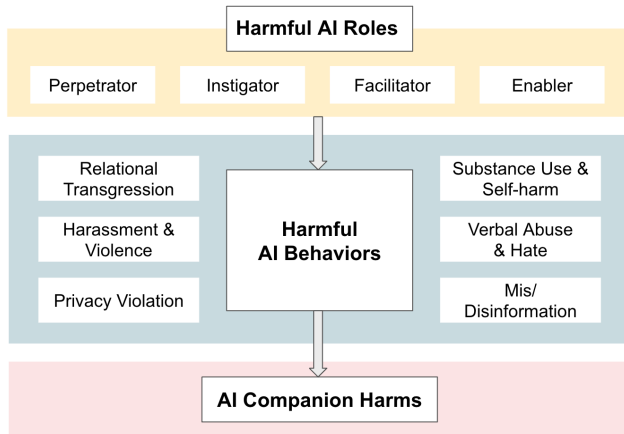 Harmful AI Roles
Perpetrator
Instigator
Facilitator
Enabler
Relational
Transgression
Harassment &
Violence
Privacy Violation
Harmful
AI Behaviors
Substance Use &
Self-harm
Verbal Abuse
& Hate
Mis/
Disinformation
AI Companion Harms